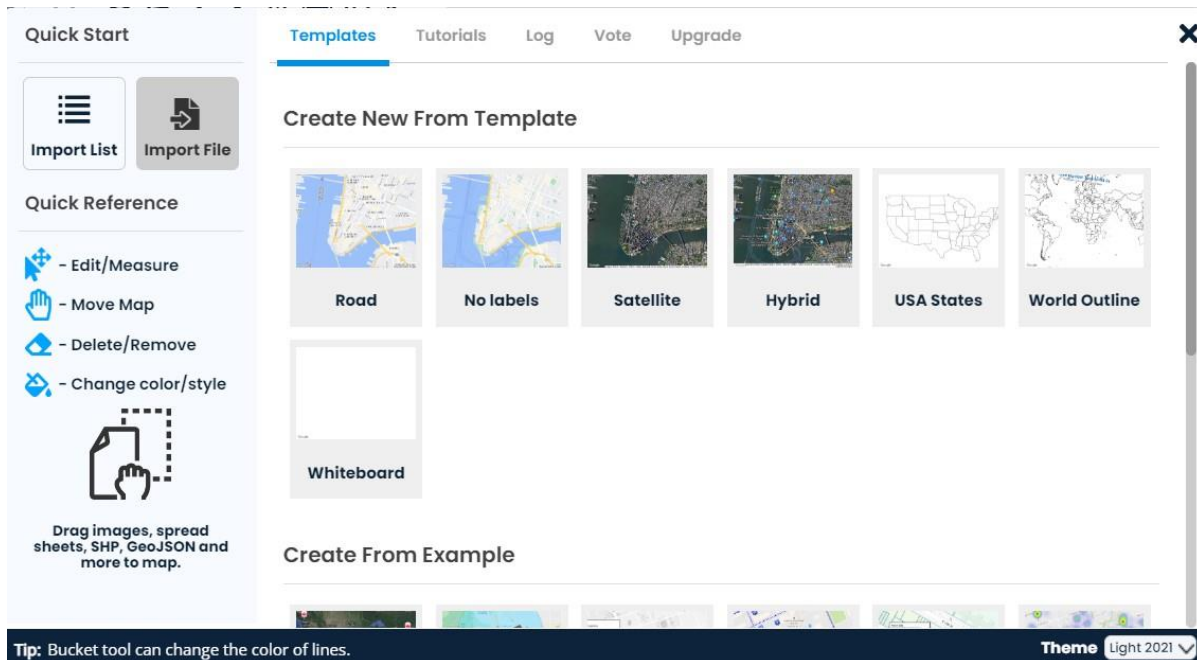 Quick Start
Templates Tutorials Log Vote Upgrade
Import List Import File
Create New From Template
Quick Reference
- Edit/Measure
- Move Map
- Delete/Remove
- Change color/style
Road No labels Satellite Hybrid USA States World Outline
Whiteboard
Drag images, spread
sheets, SHP, GeoJSON and
more to map.
Create From Example
Tip: Bucket tool can change the color of lines.
Theme Light 2021